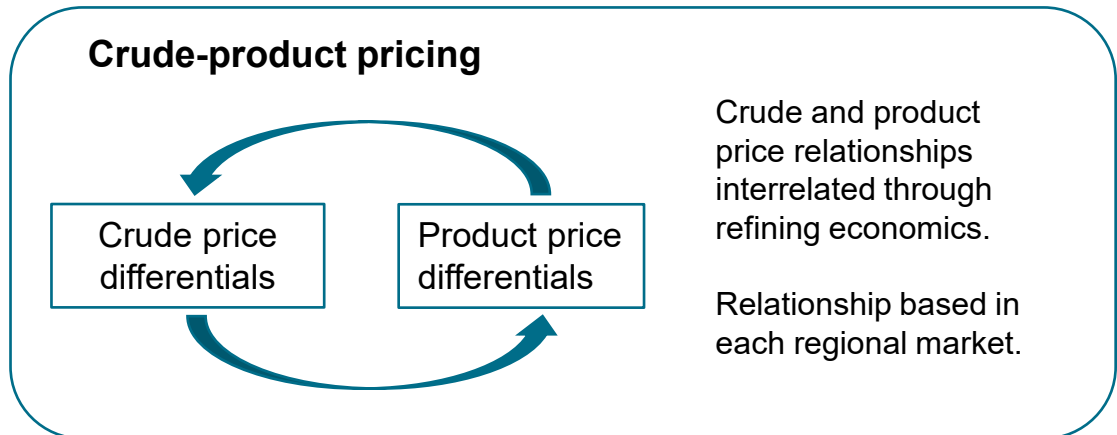 Crude-product pricing
Crude price
differentials
Product price
differentials
Crude and product
price relationships
interrelated through
refining economics.
Relationship based in
each regional market.